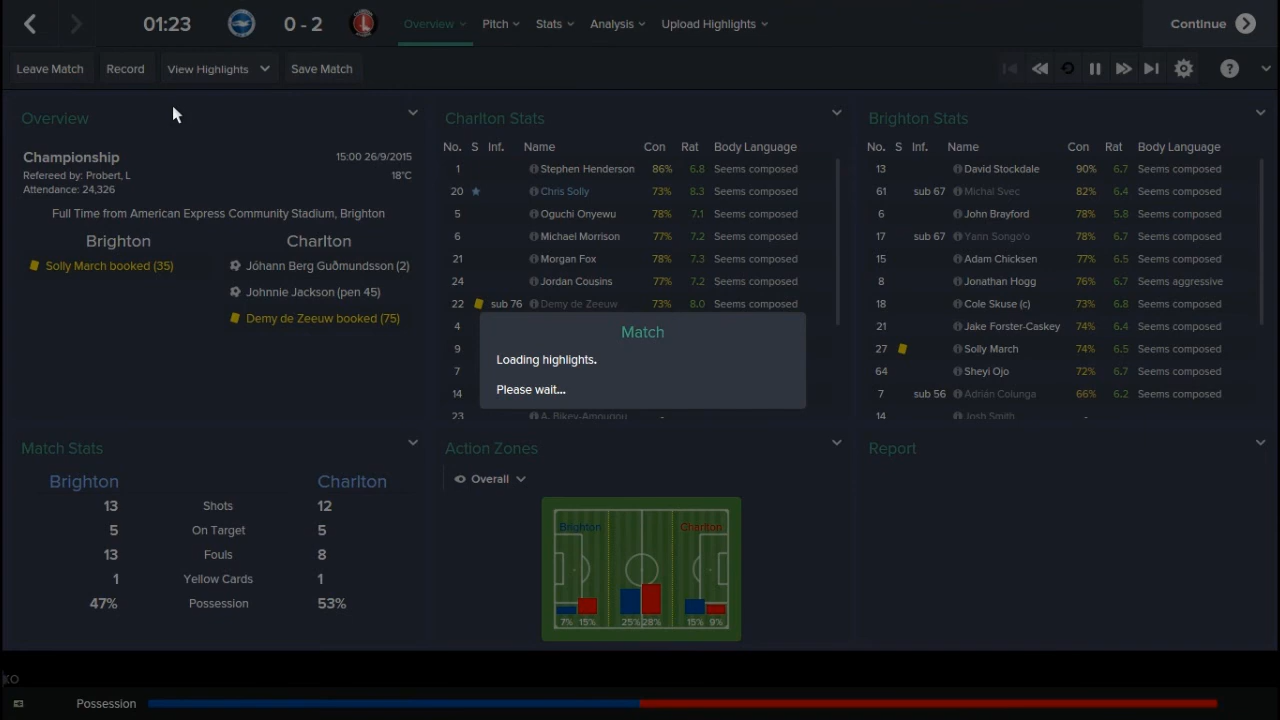 01:23 0 - 2 Overview Pitch Stats Analysis Upload Highlights Continue
Leave Match Record View Highlights Save Match ?
Overview
Championship 15:00 26/9/2015
Refereed by: Probert, L 18°C
Attendance: 24,326
Full Time from American Express Community Stadium, Brighton
Brighton Charlton
Solly March booked (35) Jóhann Berg Guðmundsson (2)
Johnnie Jackson (pen 45)
Demy de Zeeuw booked (75)
Charlton Stats
No. S Inf. Name Con Rat Body Language
1 Stephen Henderson 86% 6.8 Seems composed
20 Chris Solly 73% 8.3 Seems composed
5 Oguchi Onyewu 78% 7.1 Seems composed
6 Michael Morrison 77% 7.2 Seems composed
21 Morgan Fox 78% 7.3 Seems composed
24 Jordan Cousins 77% 7.2 Seems composed
22 sub 76 Demy de Zeeuw 73% 8.0 Seems composed
4
9
7
14
23 A. Bikey-Amougou -
Brighton Stats
No. S Inf. Name Con Rat Body Language
13 David Stockdale 90% 6.7 Seems composed
61 sub 67 Michal Svec 82% 6.4 Seems composed
6 John Brayford 78% 5.8 Seems composed
17 sub 67 Yann Songo'o 78% 6.7 Seems composed
15 Adam Chicksen 77% 6.5 Seems composed
8 Jonathan Hogg 76% 6.7 Seems aggressive
18 Cole Skuse (c) 73% 6.8 Seems composed
21 Jake Forster-Caskey 74% 6.4 Seems composed
27 Solly March 74% 6.5 Seems composed
64 Sheyi Ojo 72% 6.7 Seems composed
7 sub 56 Adrián Colunga 66% 6.2 Seems composed
14 Josh Smith -
Match
Loading highlights.
Please wait...
Match Stats
Brighton Charlton
13 Shots 12
5 On Target 5
13 Fouls 8
1 Yellow Cards 1
47% Possession 53%
Action Zones
Overall
Brighton Charlton
7% 15% 25% 28% 15% 9%
Report
KO
Possession